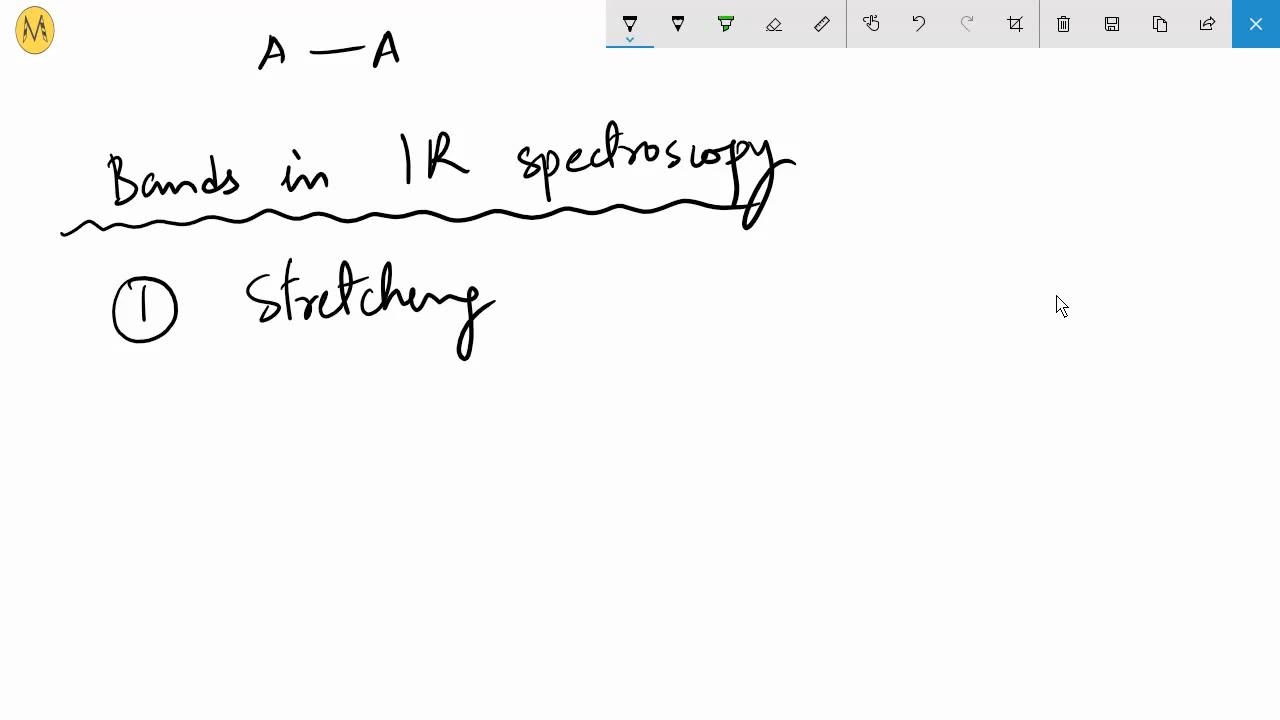 A — A
Bands in IR spectroscopy
① Stretching